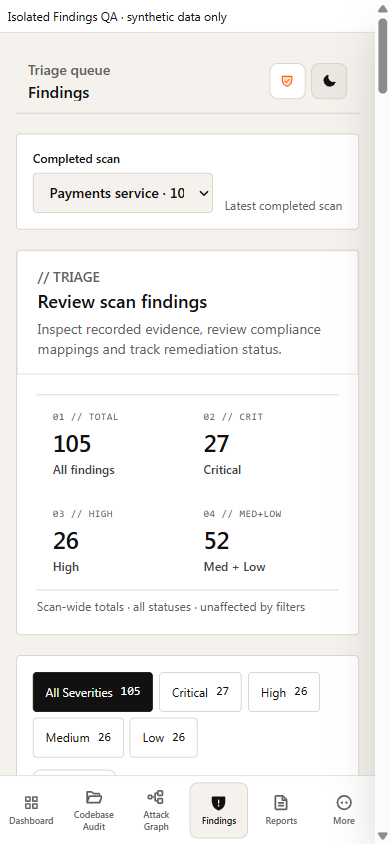 Isolated Findings QA · synthetic data only
Triage queue
Findings
Completed scan
Payments service · 10
Latest completed scan
// TRIAGE
Review scan findings
Inspect recorded evidence, review compliance
mappings and track remediation status.
01 // TOTAL
105
All findings
02 // CRIT
27
Critical
03 // HIGH
26
High
04 // MED+LOW
52
Med + Low
Scan-wide totals · all statuses · unaffected by filters
All Severities 105
Critical 27
High 26
Medium 26
Low 26
Dashboard
Codebase
Audit
Attack
Graph
Findings
Reports
More